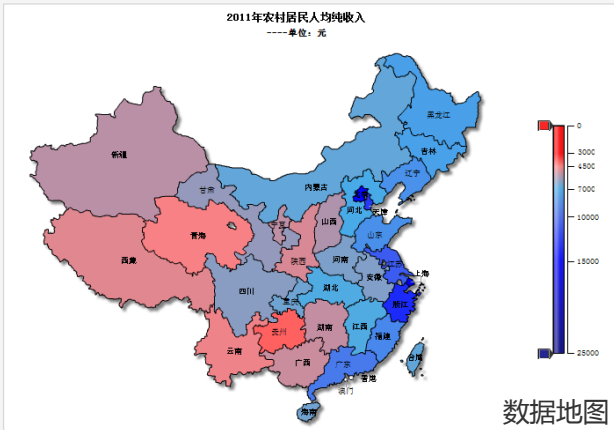 2011年农村居民人均纯收入
----单位：元
黑龙江
吉林
辽宁
新疆
甘肃
内蒙古
北
天津
河北
山西
宁夏
青海
山东
陕西
西藏
河南
江苏
安徽
上海
四川
湖北
重庆
浙江
贵州
湖南
江西
云南
福建
广西
广东
台湾
香港
澳门
海南
0
3000
4500
7000
10000
15000
25000
数据地图